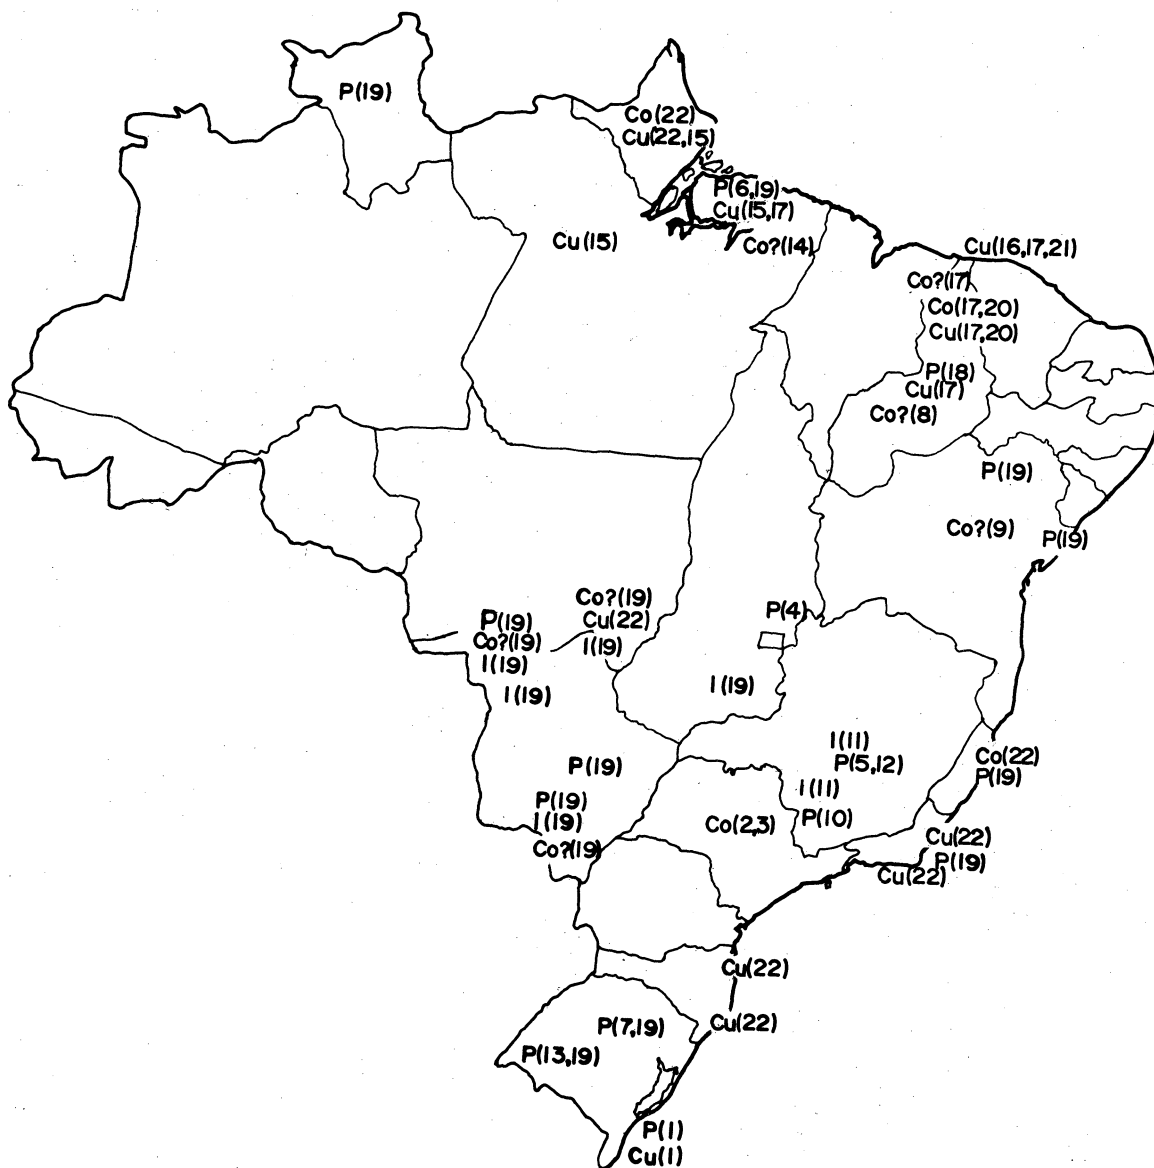 P(19)
Co(22)
Cu(22,15)
P(6,19)
Cu(15,17)
Cu(15)
Co?(14)
Cu(16,17,21)
Co?(17)
Co(17,20)
Cu(17,20)
P(18)
Cu(17)
Co?(8)
P(19)
Co?(9)
P(19)
Co?(19)
Cu(22)
I(19)
P(4)
P(19)
Co?(19)
I(19)
I(19)
I(19)
I(11)
P(5,12)
I(11)
P(10)
Co(22)
P(19)
P(19)
P(19)
I(19)
Co?(19)
Co(2,3)
Cu(22)
P(19)
Cu(22)
Cu(22)
Cu(22)
P(7,19)
P(13,19)
P(1)
Cu(1)